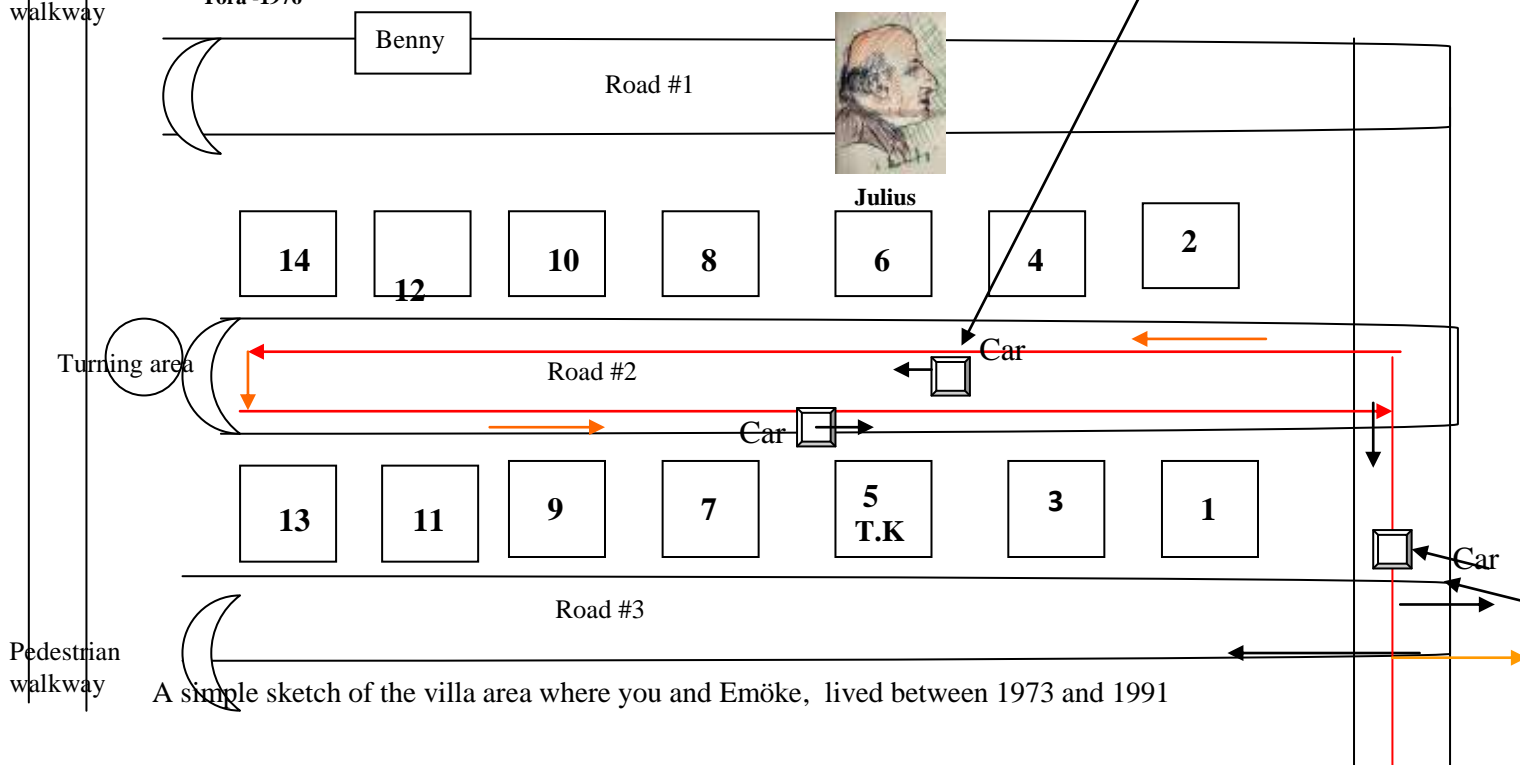 walkway
Benny
Road #1
Julius
14
12
10
8
6
4
2
Turning area
Road #2
Car
Car
13
11
9
7
5
T.K
3
1
Car
Road #3
Pedestrian
walkway
A simple sketch of the villa area where you and Emöke, lived between 1973 and 1991